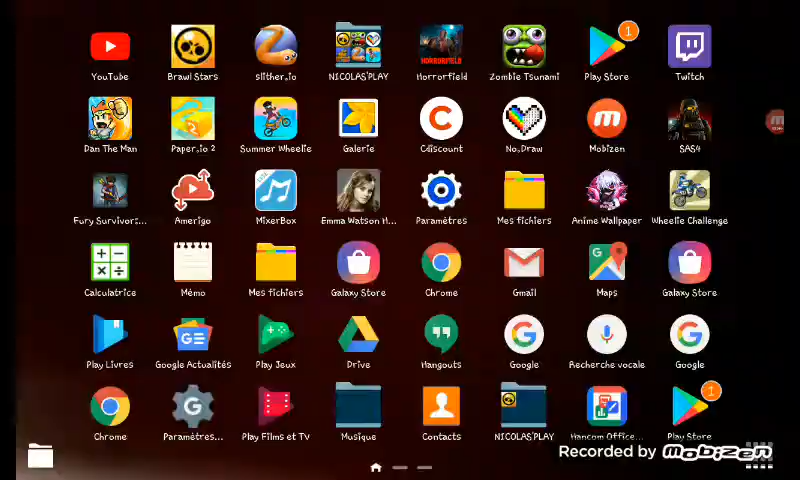 1
YouTube
Brawl Stars
slither.io
NICOLAS'PLAY
Horrorfield
Zombie Tsunami
Play Store
Twitch
Dan The Man
Paper.io 2
Summer Wheelie
Galerie
Cdiscount
No.Draw
Mobizen
SAS4
Fury Survivor:...
Amerigo
MixerBox
Emma Watson H...
Paramètres
Mes fichiers
Anime Wallpaper
Wheelie Challenge
Calculatrice
Mémo
Mes fichiers
Galaxy Store
Chrome
Gmail
Maps
Galaxy Store
Play Livres
Google Actualités
Play Jeux
Drive
Hangouts
Google
Recherche vocale
Google
1
Chrome
Paramètres...
Play Films et TV
Musique
Contacts
NICOLAS'PLAY
Hancom Office...
Play Store
Recorded by Mobizen